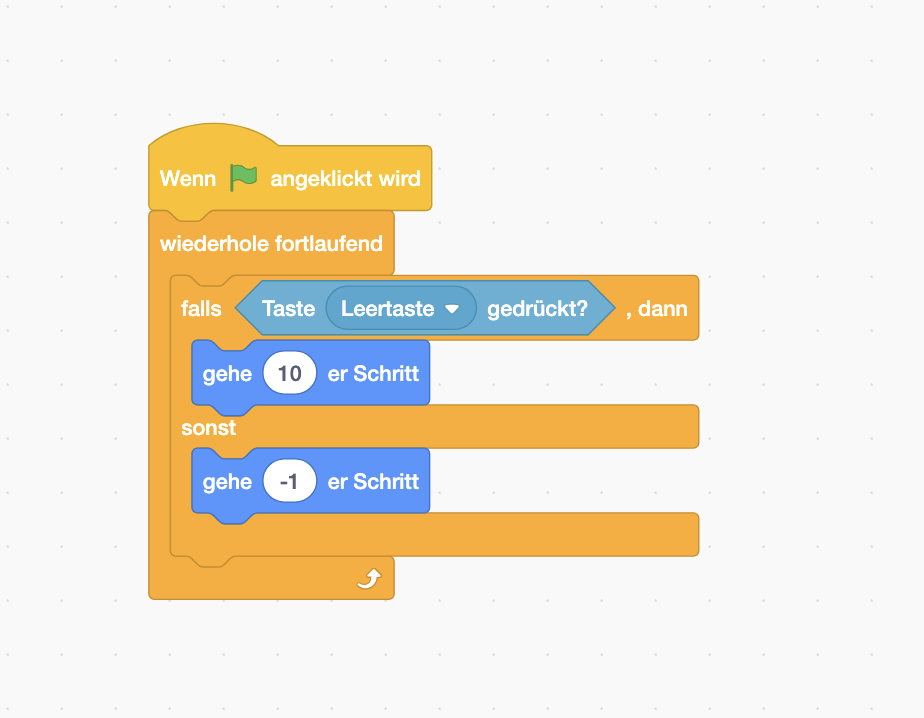 Wenn angeklickt wird
wiederhole fortlaufend
falls Taste Leertaste gedrückt? , dann
gehe 10 er Schritt
sonst
gehe -1 er Schritt